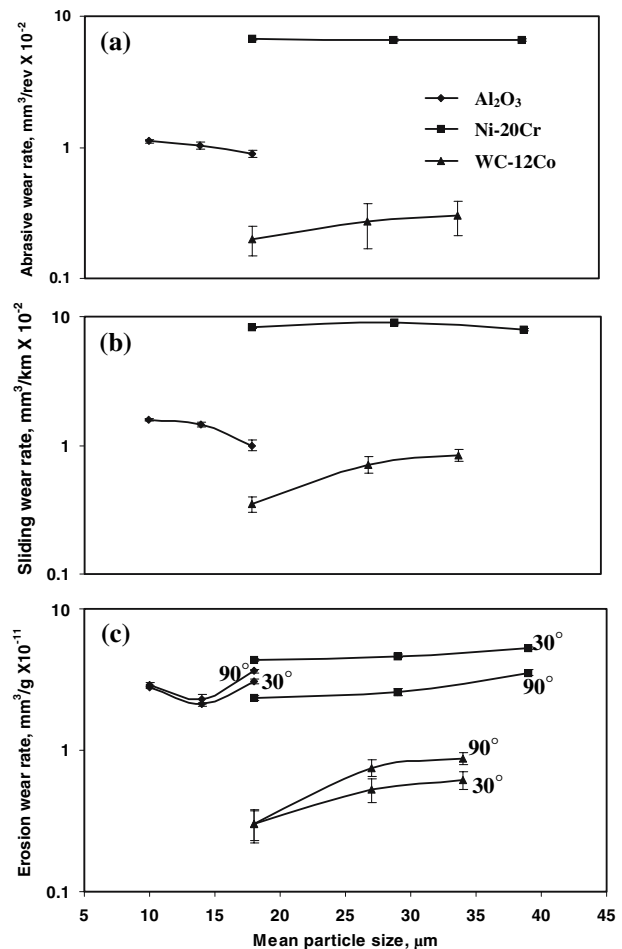 (a)
Abrasive wear rate, mm³/rev X 10⁻²
10
1
0.1
Al₂O₃
Ni-20Cr
WC-12Co
(b)
Sliding wear rate, mm³/km X 10⁻²
10
1
0.1
(c)
Erosion wear rate, mm³/g X10⁻¹¹
10
1
0.1
90°
30°
30°
90°
90°
30°
5 10 15 20 25 30 35 40 45
Mean particle size, µm